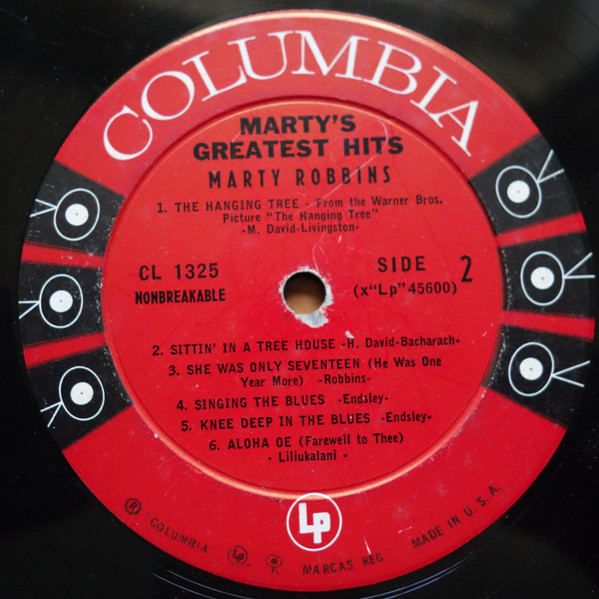 COLUMBIA
MARTY'S
GREATEST HITS
MARTY ROBBINS
1. THE HANGING TREE - From the Warner Bros.
Picture "The Hanging Tree"
-M. David-Livingston-
CL 1325
NONBREAKABLE
SIDE 2
(x"Lp"45600)
2. SITTIN' IN A TREE HOUSE -H. David-Bacharach-
3. SHE WAS ONLY SEVENTEEN (He Was One
Year More) -Robbins-
4. SINGING THE BLUES -Endsley-
5. KNEE DEEP IN THE BLUES -Endsley-
6. ALOHA OE (Farewell to Thee)
- Liliukalani -
Lp
® "COLUMBIA" Lp MARCAS REG MADE IN U.S.A.